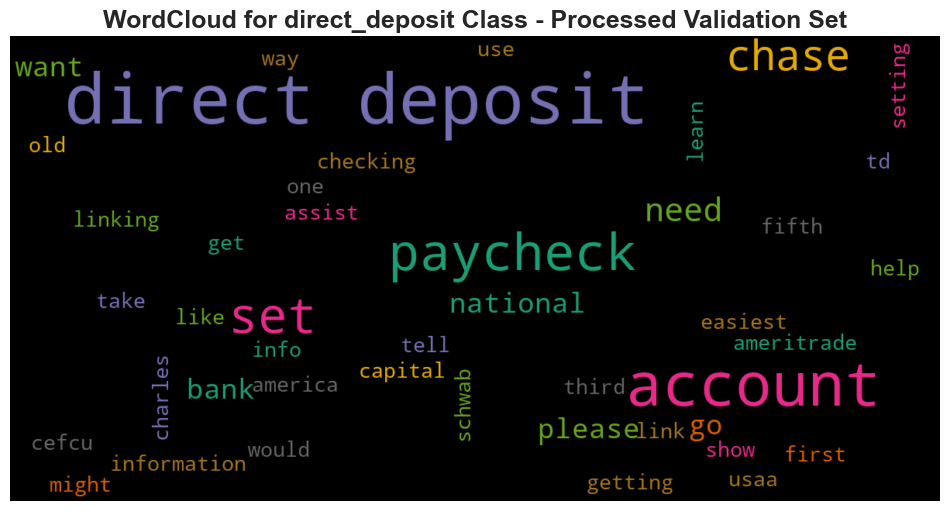 WordCloud for direct_deposit Class - Processed Validation Set
use
way
chase
want
setting
direct deposit
learn
old
checking
td
one
assist
need
linking
fifth
get
paycheck
help
take
national
like
set
easiest
info
tell
ameritrade
charles
capital
schwab
bank
america
third
account
please
link
go
cefcu
would
show
first
information
might
getting
usaa